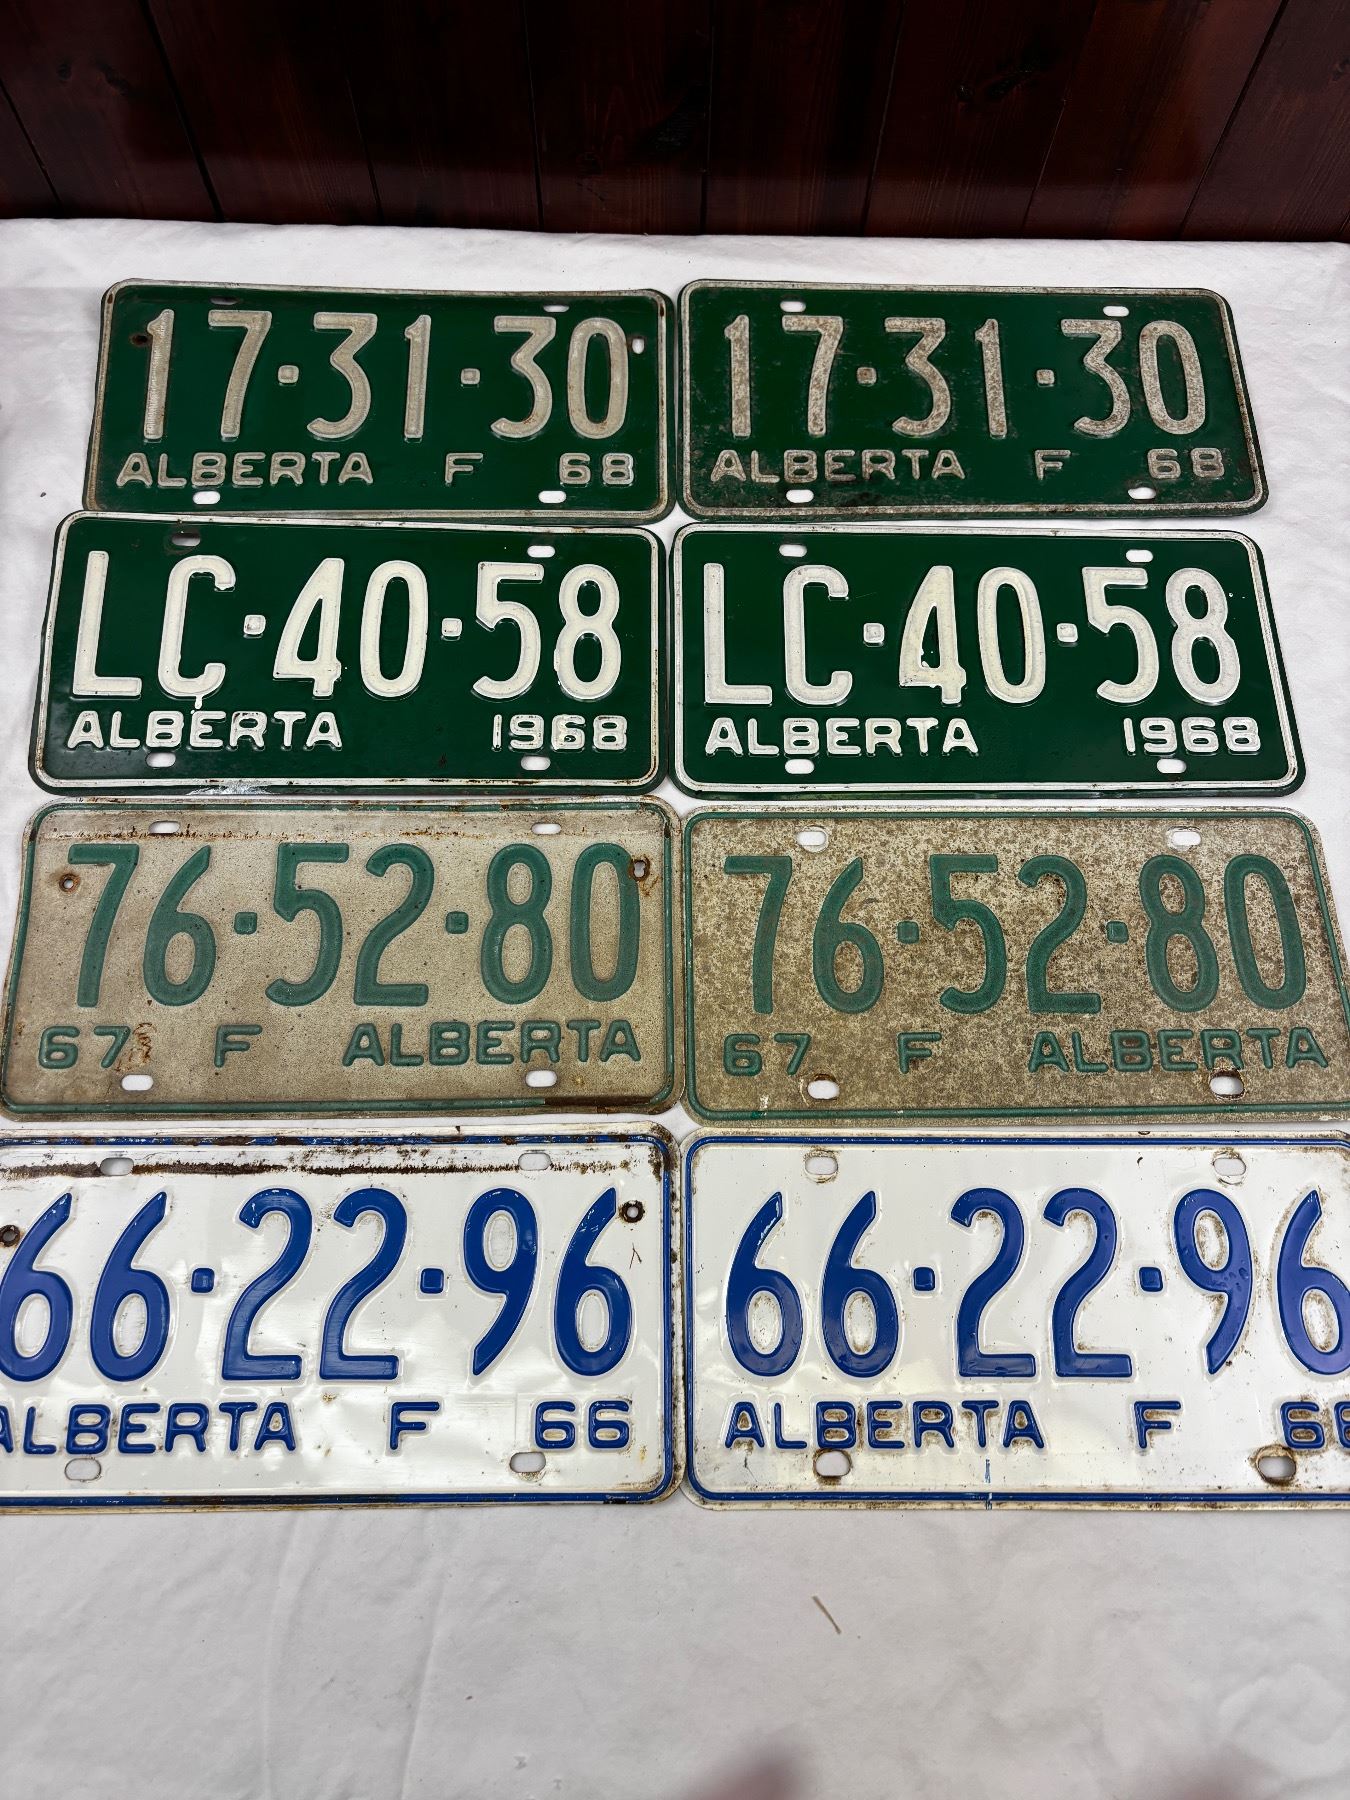 17·31·30
ALBERTA F 68
17·31·30
ALBERTA F 68
LC·40·58
ALBERTA 1968
LC·40·58
ALBERTA 1968
76·52·80
67 F ALBERTA
76·52·80
67 F ALBERTA
66·22·96
ALBERTA F 66
66·22·96
ALBERTA F 66